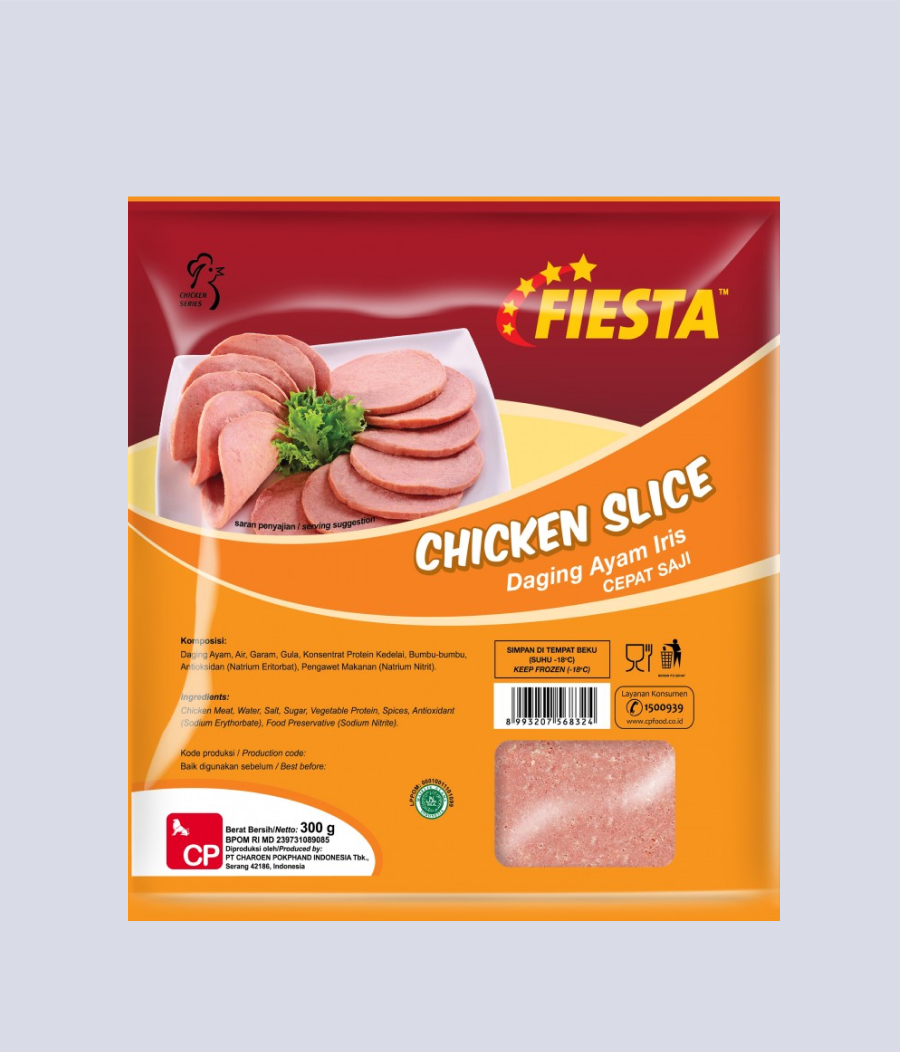 CHICKEN
SERIES
FIESTA™
saran penyajian / serving suggestion
CHICKEN SLICE
Daging Ayam Iris
CEPAT SAJI
Komposisi:
Daging Ayam, Air, Garam, Gula, Konsentrat Protein Kedelai, Bumbu-bumbu,
Antioksidan (Natrium Eritorbat), Pengawet Makanan (Natrium Nitrit).
Ingredients:
Chicken Meat, Water, Salt, Sugar, Vegetable Protein, Spices, Antioxidant
(Sodium Erythorbate), Food Preservative (Sodium Nitrite).
Kode produksi / Production code:
Baik digunakan sebelum / Best before:
SIMPAN DI TEMPAT BEKU
(SUHU -18°C)
KEEP FROZEN (-18°C)
8 993207 568324
Layanan Konsumen
1500939
www.cpfood.co.id
CP
Berat Bersih/Netto: 300 g
BPOM RI MD 239731089085
Diproduksi oleh/Produced by:
PT CHAROEN POKPHAND INDONESIA Tbk.,
Serang 42186, Indonesia